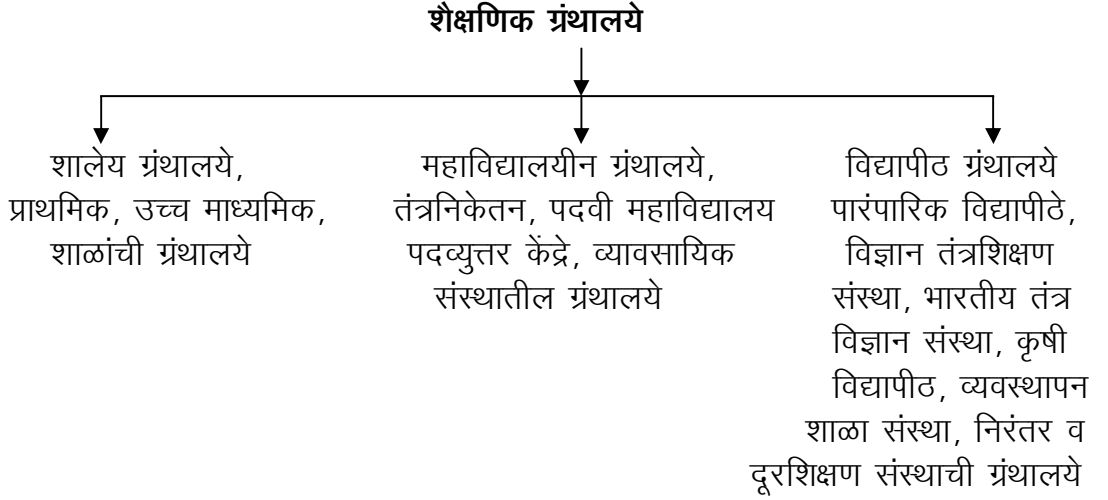 शैक्षणिक ग्रंथालये
शालेय ग्रंथालये,
प्राथमिक, उच्च माध्यमिक,
शाळांची ग्रंथालये
महाविद्यालयीन ग्रंथालये,
तंत्रनिकेतन, पदवी महाविद्यालय
पदव्युत्तर केंद्रे, व्यावसायिक
संस्थातील ग्रंथालये
विद्यापीठ ग्रंथालये
पारंपारिक विद्यापीठे,
विज्ञान तंत्रशिक्षण
संस्था, भारतीय तंत्र
विज्ञान संस्था, कृषी
विद्यापीठ, व्यवस्थापन
शाळा संस्था, निरंतर व
दूरशिक्षण संस्थाची ग्रंथालये